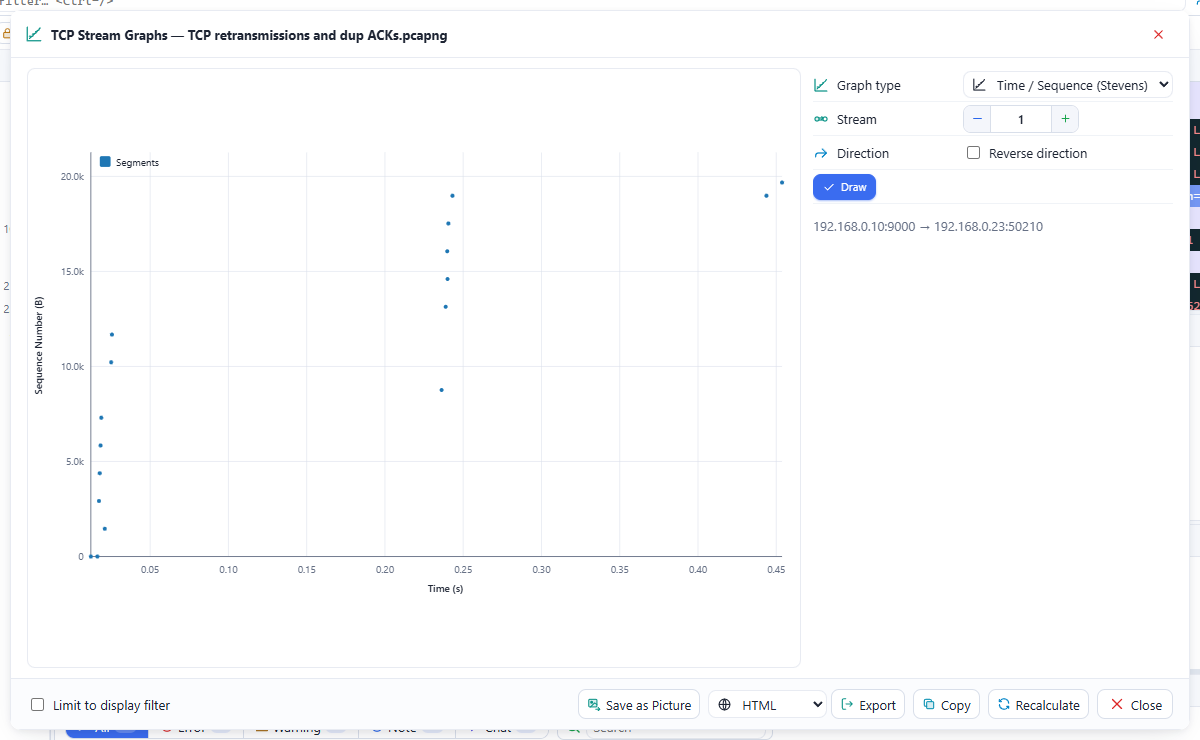 TCP Stream Graphs — TCP retransmissions and dup ACKs.pcapng
Graph type
Time / Sequence (Stevens)
Stream
− 1 +
Direction
Reverse direction
Draw
192.168.0.10:9000 → 192.168.0.23:50210
Segments
20.0k
15.0k
10.0k
5.0k
0
Sequence Number (B)
0.05 0.10 0.15 0.20 0.25 0.30 0.35 0.40 0.45
Time (s)
Limit to display filter
Save as Picture
HTML
Export
Copy
Recalculate
Close